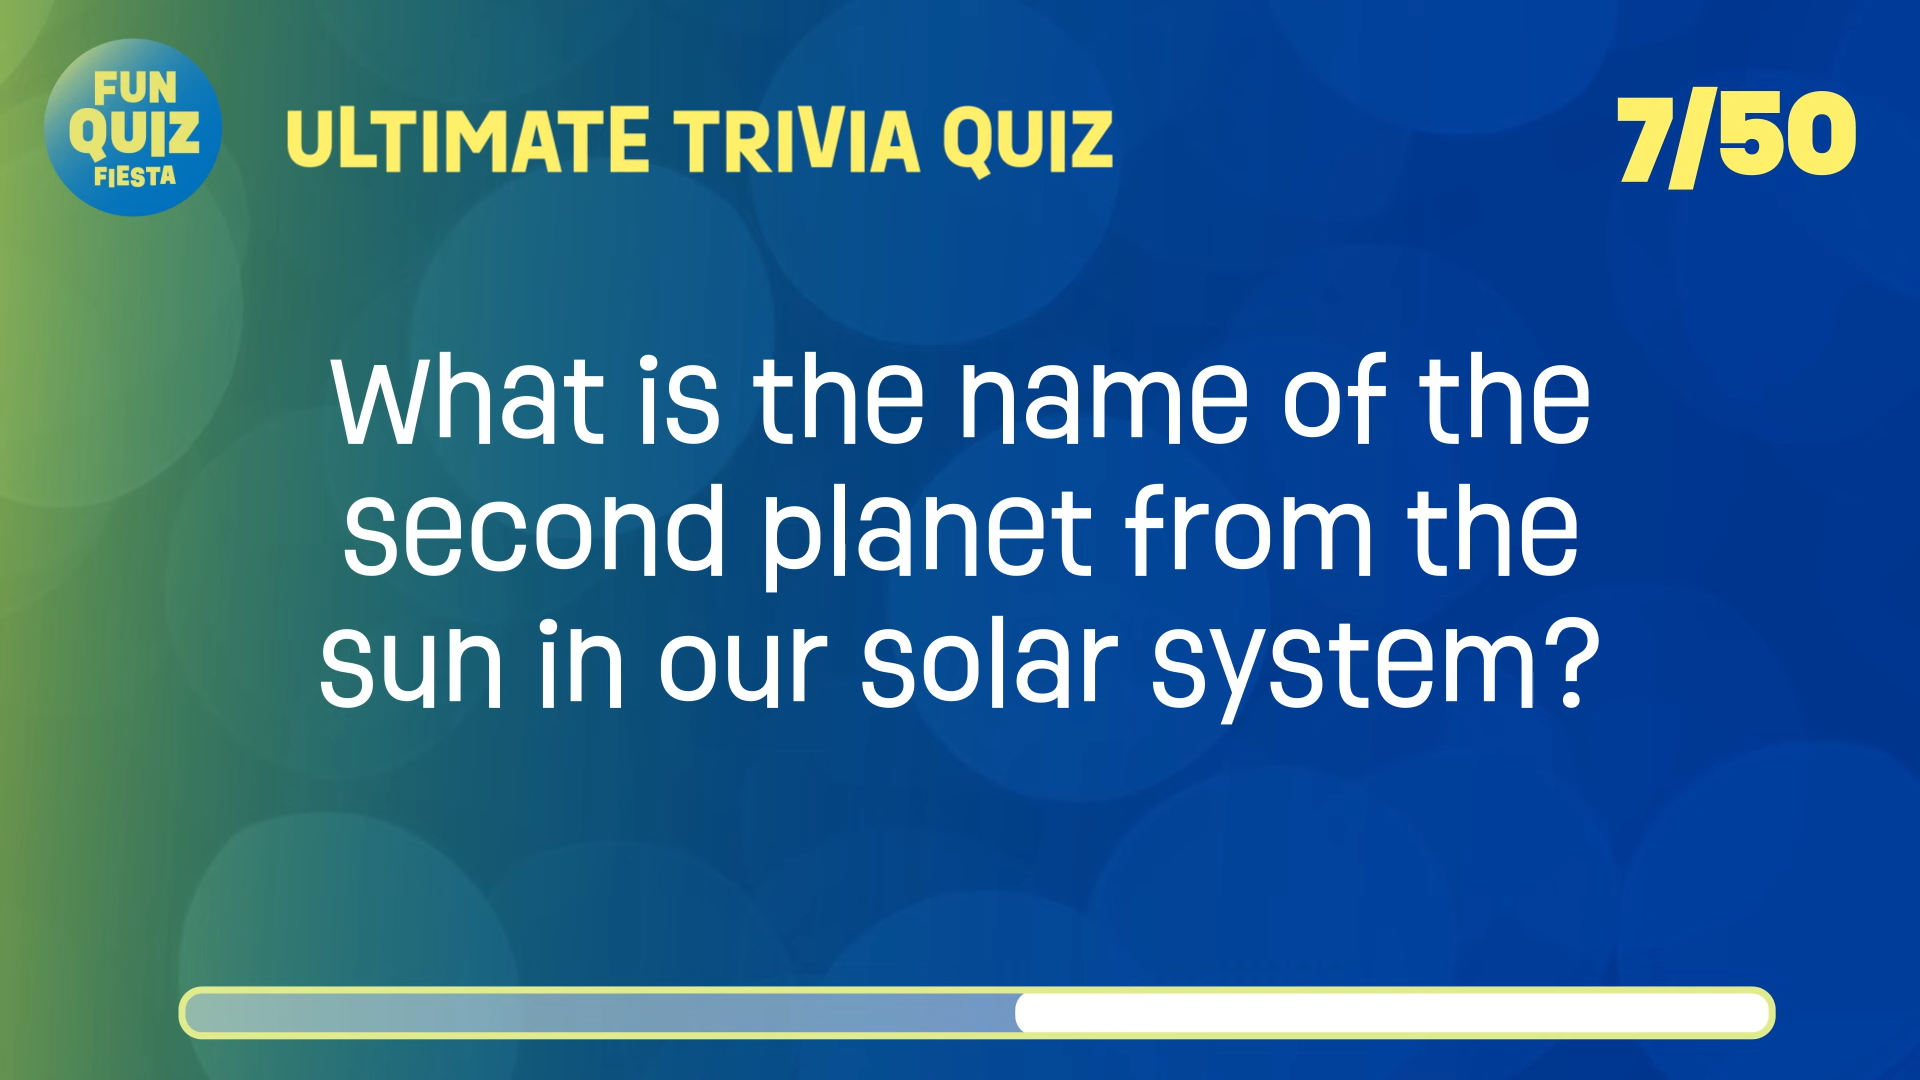 FUN
QUIZ
FIESTA
ULTIMATE TRIVIA QUIZ
7/50
What is the name of the
second planet from the
sun in our solar system?